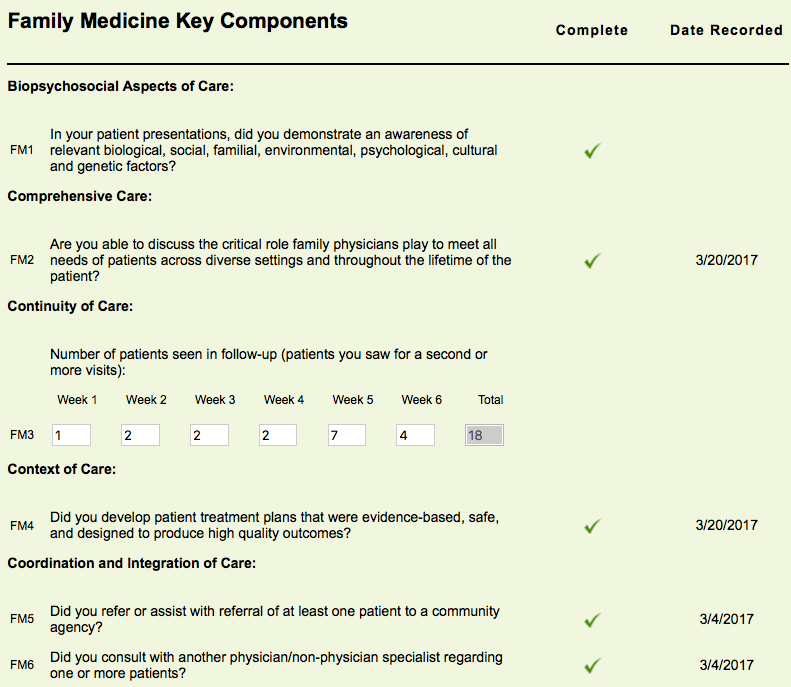 Family Medicine Key Components
Complete Date Recorded
Biopsychosocial Aspects of Care:
In your patient presentations, did you demonstrate an awareness of
FM1 relevant biological, social, familial, environmental, psychological, cultural
and genetic factors?
Comprehensive Care:
Are you able to discuss the critical role family physicians play to meet all
FM2 needs of patients across diverse settings and throughout the lifetime of the 3/20/2017
patient?
Continuity of Care:
Number of patients seen in follow-up (patients you saw for a second or
more visits):
Week 1 Week 2 Week 3 Week 4 Week 5 Week 6 Total
FM3 1 2 2 2 7 4 18
Context of Care:
FM4 Did you develop patient treatment plans that were evidence-based, safe, 3/20/2017
and designed to produce high quality outcomes?
Coordination and Integration of Care:
FM5 Did you refer or assist with referral of at least one patient to a community 3/4/2017
agency?
FM6 Did you consult with another physician/non-physician specialist regarding 3/4/2017
one or more patients?